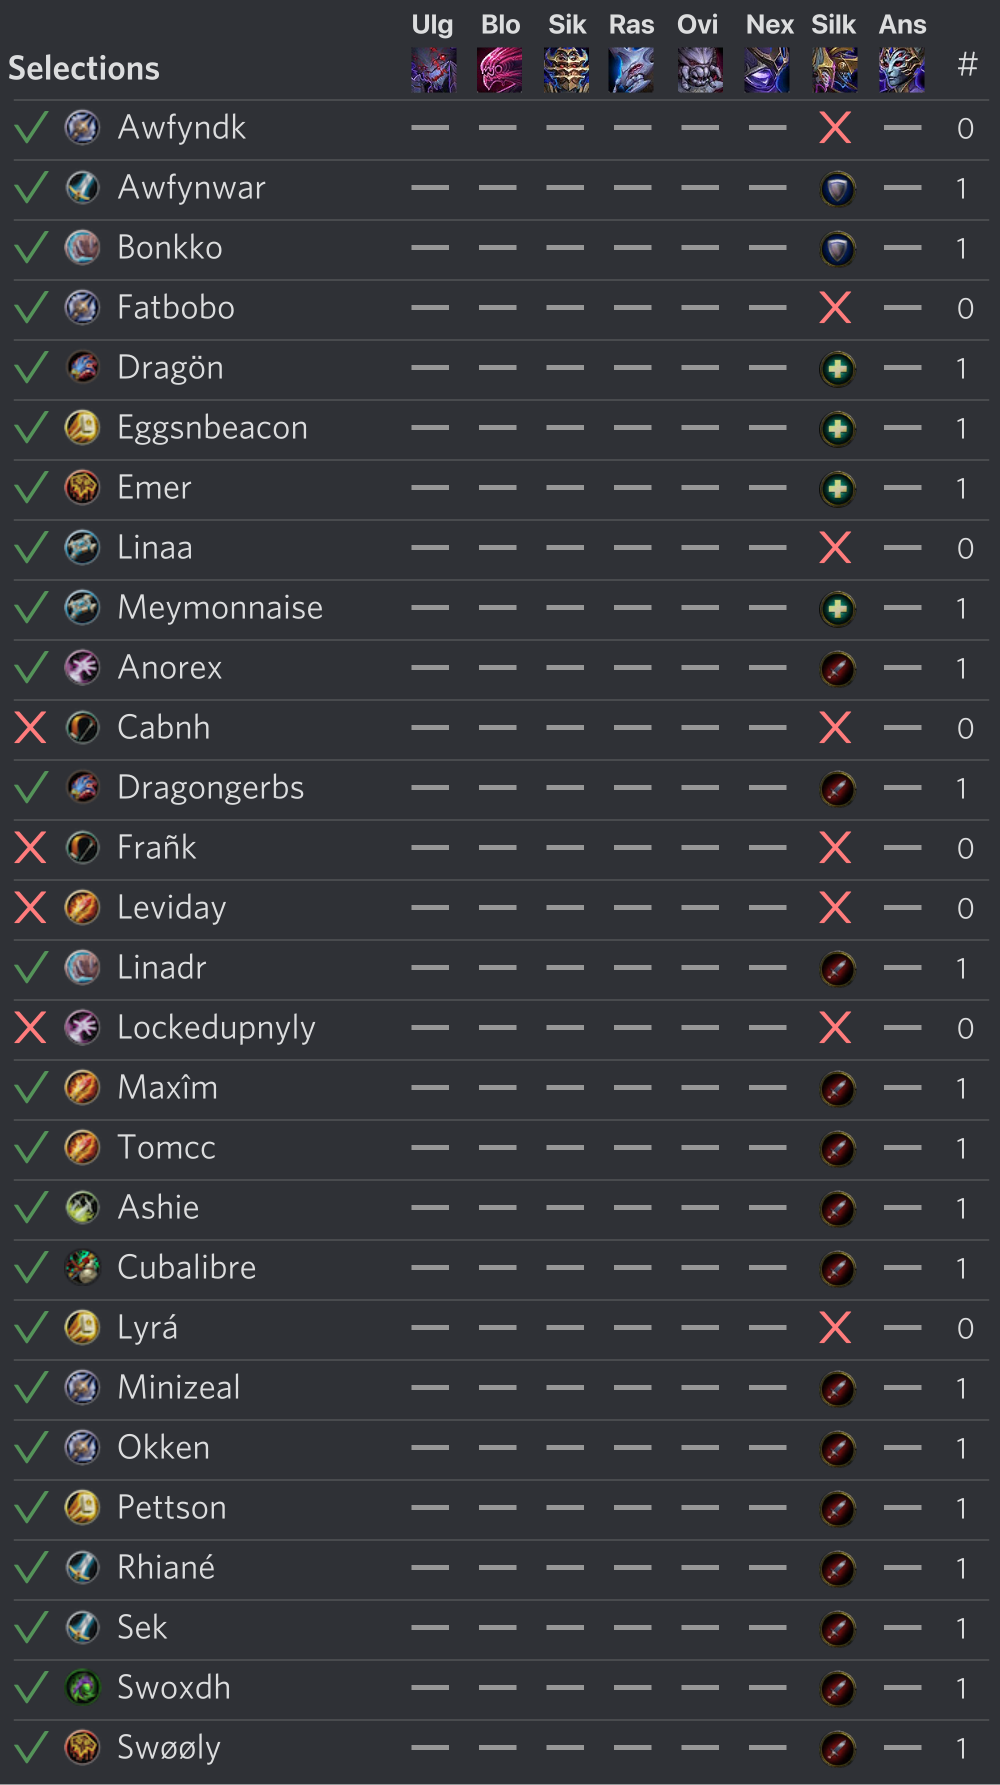 Ulg Blo Sik Ras Ovi Nex Silk Ans
Selections #
Awfyndk 0
Awfynwar 1
Bonkko 1
Fatbobo 0
Dragön 1
Eggsnbeacon 1
Emer 1
Linaa 0
Meymonnaise 1
Anorex 1
Cabnh 0
Dragongerbs 1
Frañk 0
Leviday 0
Linadr 1
Lockedupnyly 0
Maxîm 1
Tomcc 1
Ashie 1
Cubalibre 1
Lyrá 0
Minizeal 1
Okken 1
Pettson 1
Rhiané 1
Sek 1
Swoxdh 1
Swøøly 1